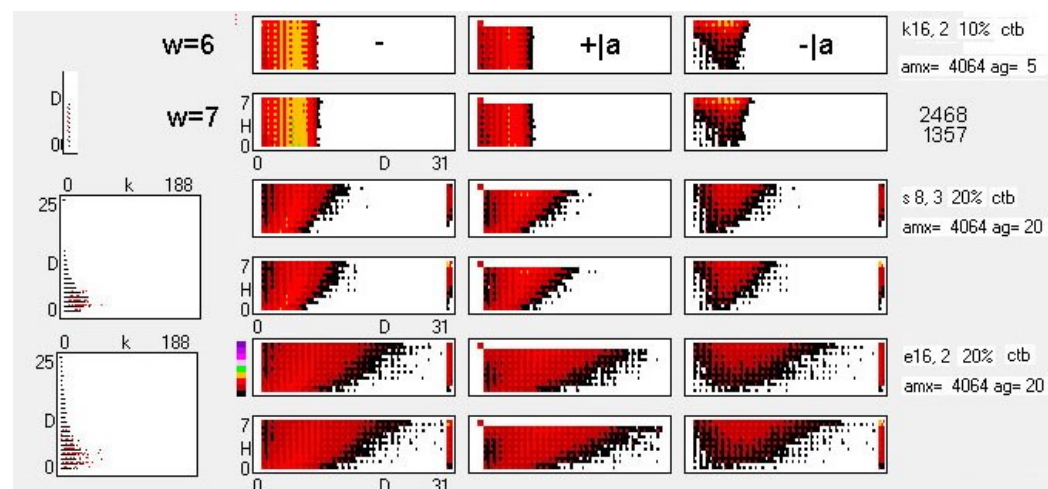 w=6 - +|a -|a k16, 2 10% ctb
amx= 4064 ag= 5
D w=7 7 2468
H 1357
0 0
0 D 31
0 k 188
25 s 8, 3 20% ctb
amx= 4064 ag= 20
D 7
H
0 0
0 D 31
0 k 188
25 e16, 2 20% ctb
amx= 4064 ag= 20
D 7
H
0 0
0 D 31